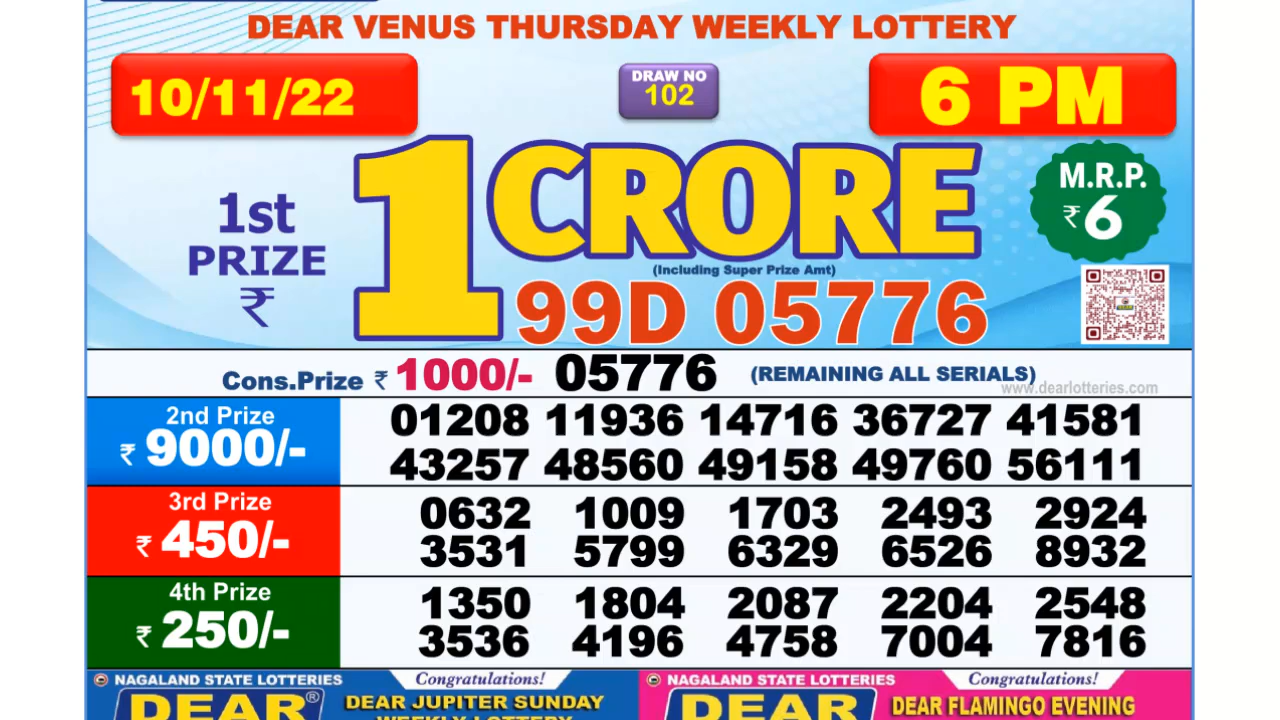 DEAR VENUS THURSDAY WEEKLY LOTTERY
10/11/22
DRAW NO
102
6 PM
1st
PRIZE
₹
1 CRORE
(Including Super Prize Amt)
99D 05776
M.R.P.
₹6
DEAR
Cons.Prize ₹ 1000/- 05776 (REMAINING ALL SERIALS)
www.dearlotteries.com
2nd Prize
₹ 9000/-
01208 11936 14716 36727 41581
43257 48560 49158 49760 56111
3rd Prize
₹ 450/-
0632 1009 1703 2493 2924
3531 5799 6329 6526 8932
4th Prize
₹ 250/-
1350 1804 2087 2204 2548
3536 4196 4758 7004 7816
NAGALAND STATE LOTTERIES Congratulations!
DEAR® DEAR JUPITER SUNDAY
WEEKLY LOTTERY
NAGALAND STATE LOTTERIES Congratulations!
DEAR DEAR FLAMINGO EVENING